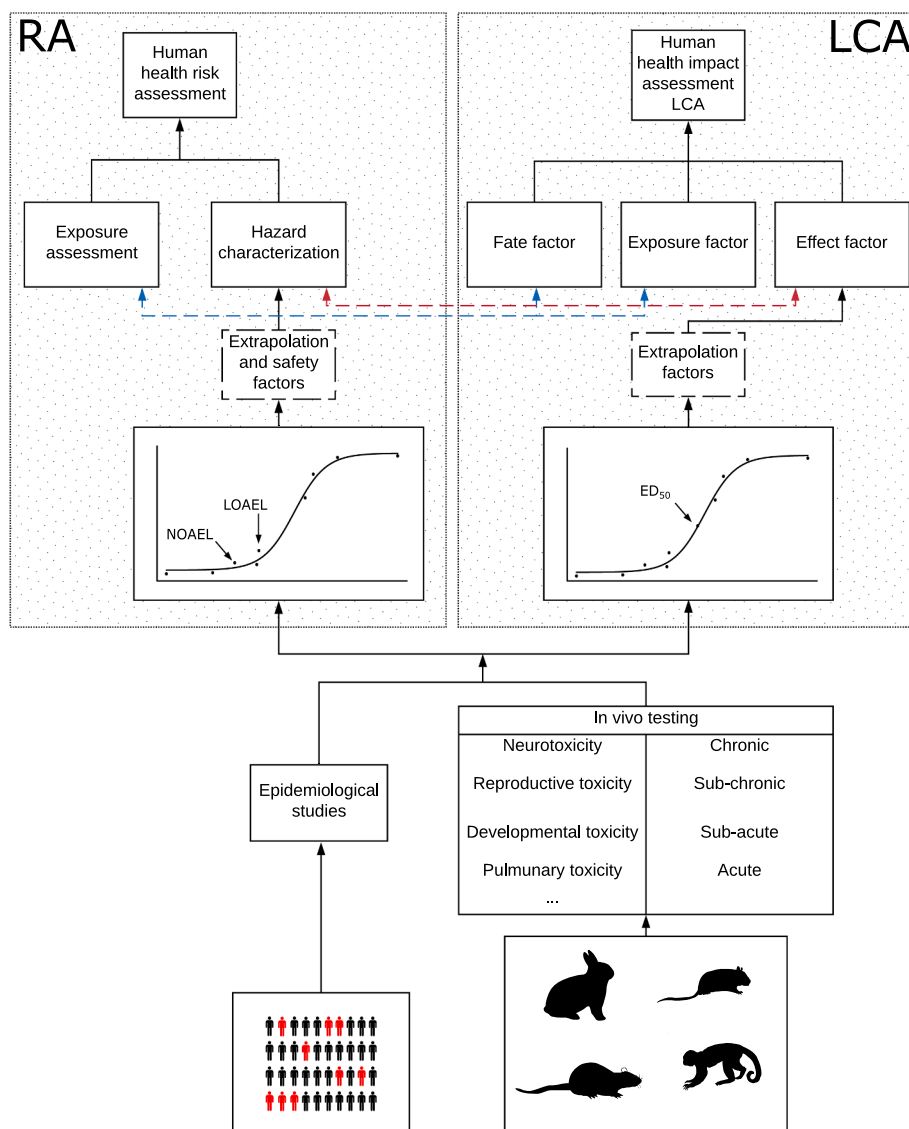 RA
LCA
Human
health risk
assessment
Human
health impact
assessment
LCA
Exposure
assessment
Hazard
characterization
Fate factor
Exposure factor
Effect factor
Extrapolation
and safety
factors
Extrapolation
factors
LOAEL
NOAEL
ED50
In vivo testing
Neurotoxicity
Chronic
Reproductive toxicity
Sub-chronic
Developmental toxicity
Sub-acute
Pulmunary toxicity
Acute
...
Epidemiological
studies